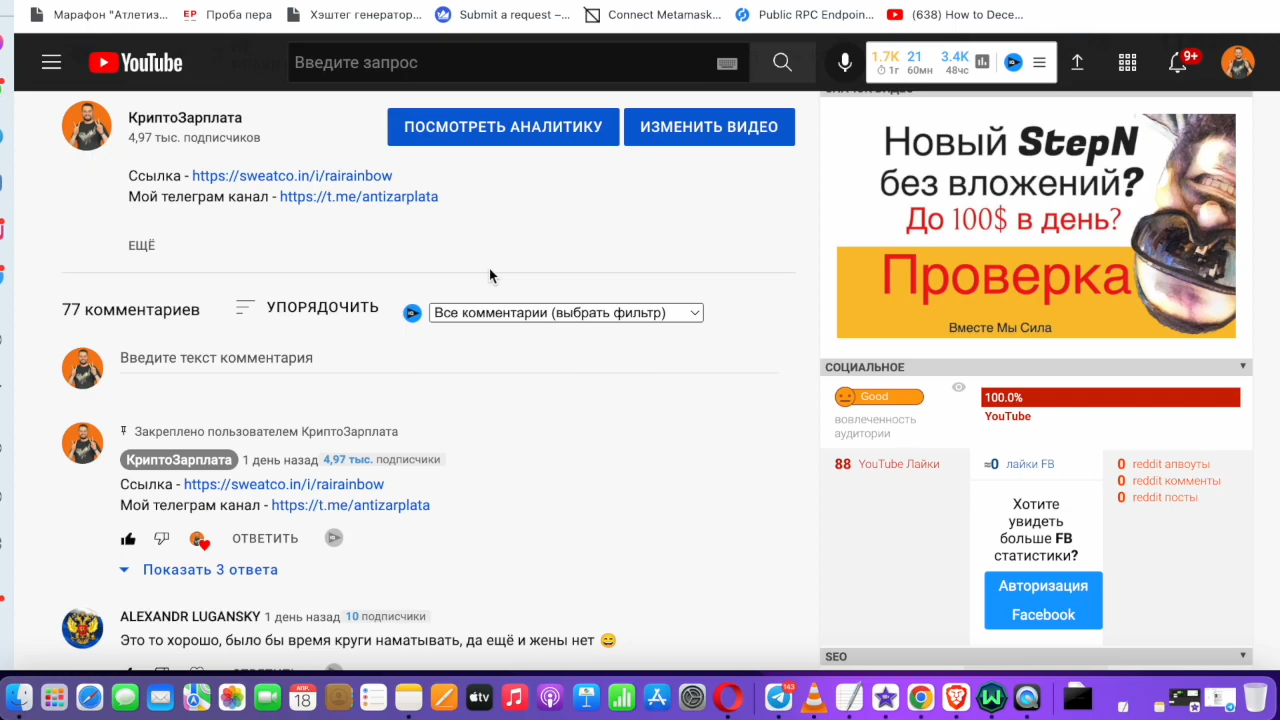 Марафон "Атлетиз...
EP Проба пера
Хэштег генератор...
Submit a request –...
Connect Metamask...
Public RPC Endpoin...
(638) How to Dece...
YouTube
Введите запрос
1.7K 21 3.4K
1г 60мн 48чс
9+
КриптоЗарплата
4,97 тыс. подписчиков
ПОСМОТРЕТЬ АНАЛИТИКУ
ИЗМЕНИТЬ ВИДЕО
Ссылка - https://sweatco.in/i/rairainbow
Мой телеграм канал - https://t.me/antizarplata
ЕЩЁ
77 комментариев
УПОРЯДОЧИТЬ
Все комментарии (выбрать фильтр)
Введите текст комментария
Закреплено пользователем КриптоЗарплата
КриптоЗарплата 1 день назад 4,97 тыс. подписчики
Ссылка - https://sweatco.in/i/rairainbow
Мой телеграм канал - https://t.me/antizarplata
ОТВЕТИТЬ
Показать 3 ответа
ALEXANDR LUGANSKY 1 день назад 10 подписчики
Это то хорошо, было бы время круги наматывать, да ещё и жены нет 😄
Новый StepN
без вложений?
До 100$ в день?
Проверка
Вместе Мы Сила
СОЦИАЛЬНОЕ
Good
вовлеченность
аудитории
100.0%
YouTube
88 YouTube Лайки
≈0 лайки FB
0 reddit апвоуты
0 reddit комменты
0 reddit посты
Хотите
увидеть
больше FB
статистики?
Авторизация
Facebook
SEO
АПР.
18
tv
143